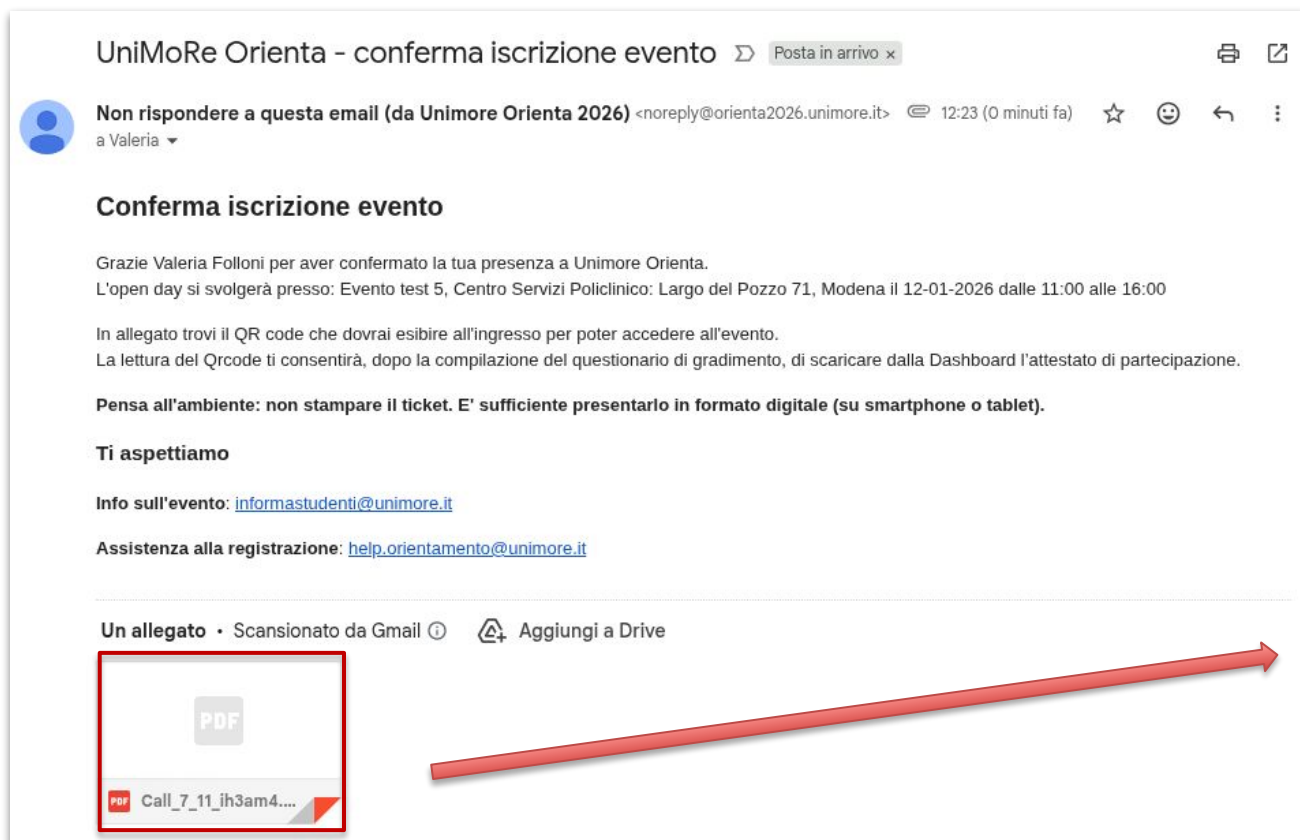 UniMoRe Orienta - conferma iscrizione evento Posta in arrivo ×
Non rispondere a questa email (da Unimore Orienta 2026) <noreply@orienta2026.unimore.it> 12:23 (0 minuti fa)
a Valeria
Conferma iscrizione evento
Grazie Valeria Folloni per aver confermato la tua presenza a Unimore Orienta.
L'open day si svolgerà presso: Evento test 5, Centro Servizi Policlinico: Largo del Pozzo 71, Modena il 12-01-2026 dalle 11:00 alle 16:00
In allegato trovi il QR code che dovrai esibire all'ingresso per poter accedere all'evento.
La lettura del Qrcode ti consentirà, dopo la compilazione del questionario di gradimento, di scaricare dalla Dashboard l'attestato di partecipazione.
Pensa all'ambiente: non stampare il ticket. E' sufficiente presentarlo in formato digitale (su smartphone o tablet).
Ti aspettiamo
Info sull'evento: informastudenti@unimore.it
Assistenza alla registrazione: help.orientamento@unimore.it
Un allegato • Scansionato da Gmail Aggiungi a Drive
PDF
PDF Call_7_11_ih3am4....